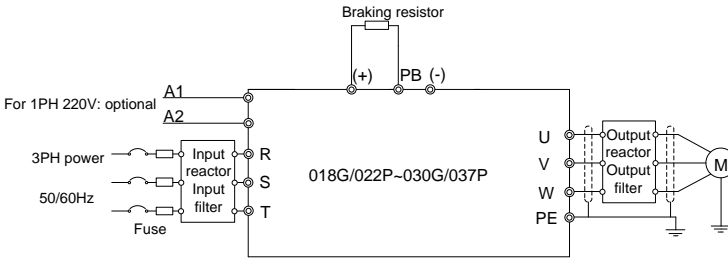 Braking resistor
(+) PB (-)
A1
For 1PH 220V: optional
A2
3PH power
50/60Hz
Fuse
Input
reactor
Input
filter
R
S
T
018G/022P~030G/037P
U
V
W
PE
Output
reactor
Output
filter
M